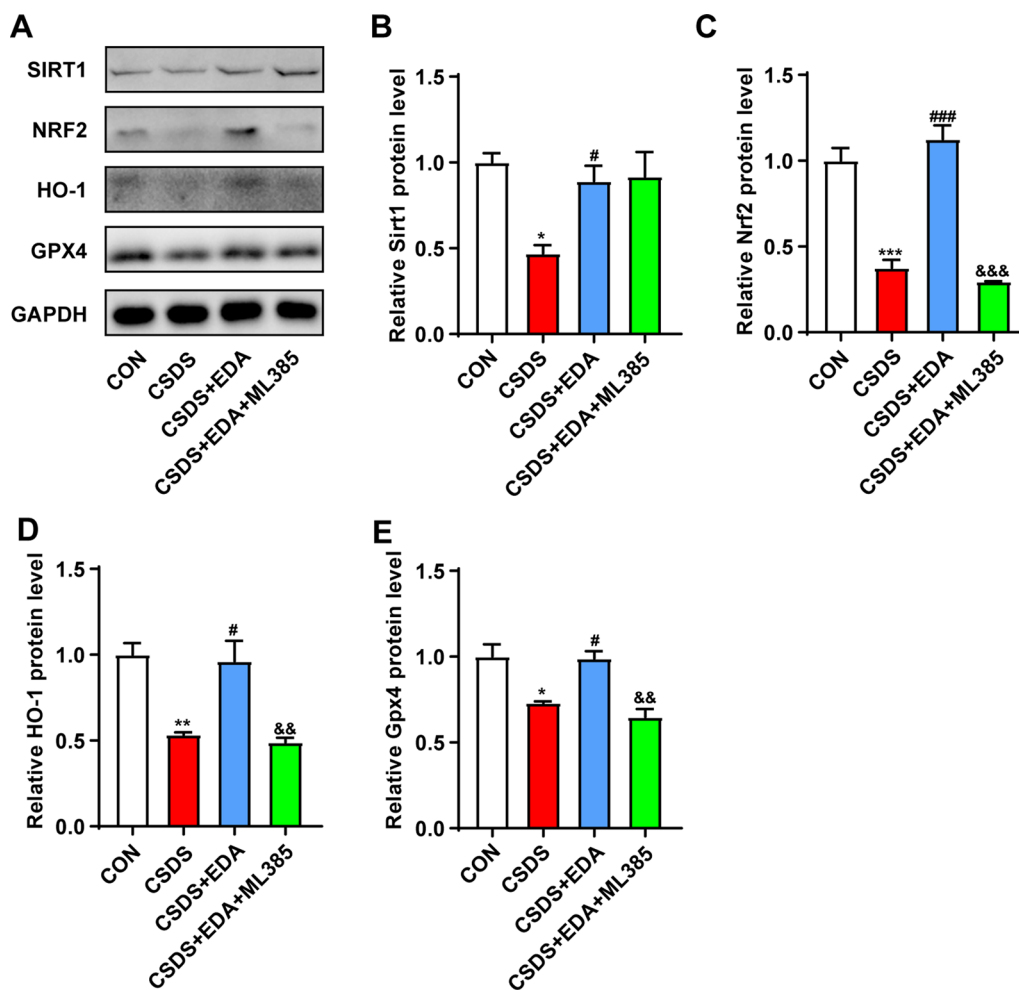 A
SIRT1
NRF2
HO-1
GPX4
GAPDH
CON
CSDS
CSDS+EDA
CSDS+EDA+ML385
B
Relative Sirt1 protein level
1.5
1.0
0.5
0.0
*
#
CON
CSDS
CSDS+EDA
CSDS+EDA+ML385
C
Relative Nrf2 protein level
1.5
1.0
0.5
0.0
***
###
&&&
CON
CSDS
CSDS+EDA
CSDS+EDA+ML385
D
Relative HO-1 protein level
1.5
1.0
0.5
0.0
**
#
&&
CON
CSDS
CSDS+EDA
CSDS+EDA+ML385
E
Relative Gpx4 protein level
1.5
1.0
0.5
0.0
*
#
&&
CON
CSDS
CSDS+EDA
CSDS+EDA+ML385